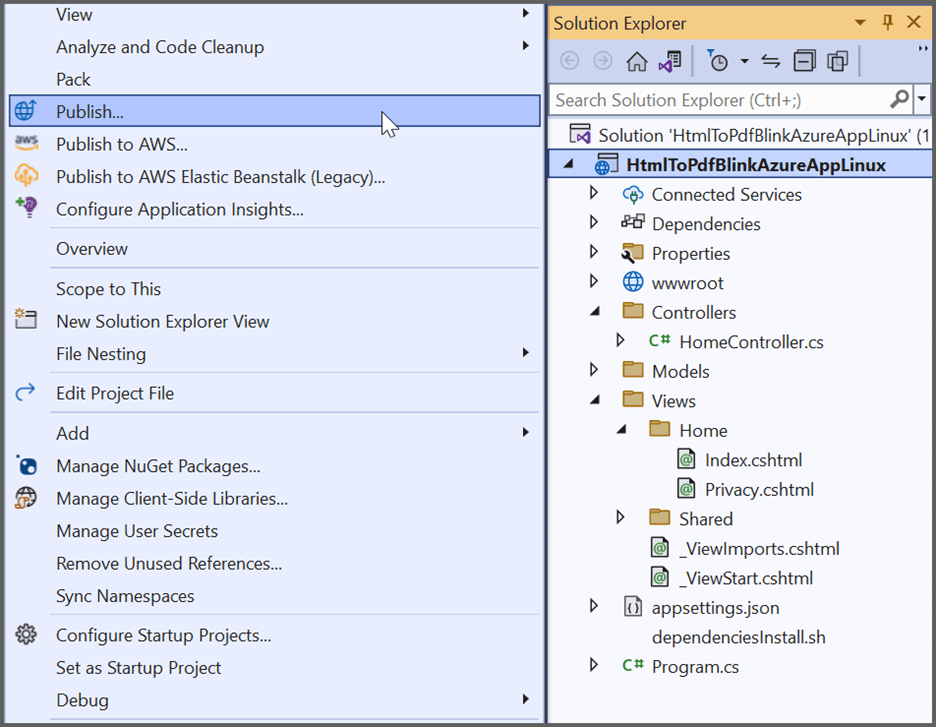 View
Analyze and Code Cleanup
Pack
Publish...
aws
Publish to AWS...
Publish to AWS Elastic Beanstalk (Legacy)...
Configure Application Insights...
Overview
Scope to This
New Solution Explorer View
File Nesting
Edit Project File
Add
Manage NuGet Packages...
Manage Client-Side Libraries...
Manage User Secrets
Remove Unused References...
Sync Namespaces
Configure Startup Projects...
Set as Startup Project
Debug
Solution Explorer
Search Solution Explorer (Ctrl+;)
Solution 'HtmlToPdfBlinkAzureAppLinux' (1
HtmlToPdfBlinkAzureAppLinux
Connected Services
Dependencies
Properties
wwwroot
Controllers
C# HomeController.cs
Models
Views
Home
@ Index.cshtml
@ Privacy.cshtml
Shared
@ _ViewImports.cshtml
@ _ViewStart.cshtml
{} appsettings.json
dependenciesInstall.sh
C# Program.cs